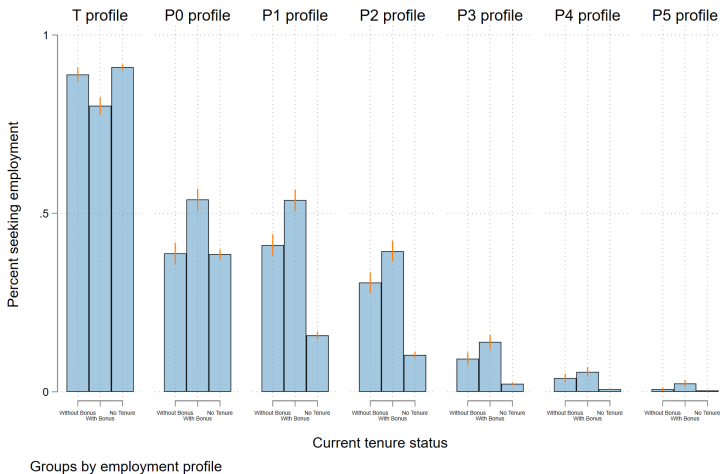 T profile P0 profile P1 profile P2 profile P3 profile P4 profile P5 profile
Percent seeking employment
1
.5
0
Without Bonus No Tenure Without Bonus No Tenure Without Bonus No Tenure Without Bonus No Tenure Without Bonus No Tenure Without Bonus No Tenure Without Bonus No Tenure
With Bonus With Bonus With Bonus With Bonus With Bonus With Bonus With Bonus
Current tenure status
Groups by employment profile